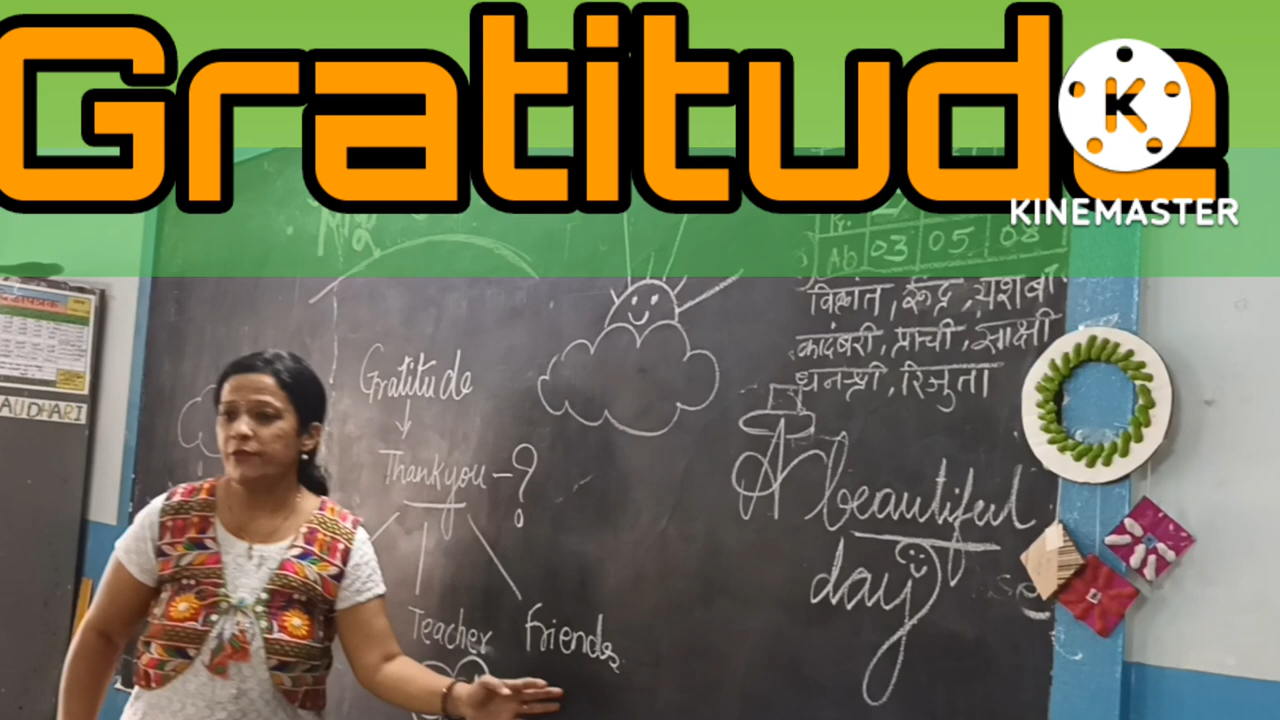 Gratitude
KINEMASTER
Ab 03 05 08
विक्रांत, रुद्र, यशवी
कादंबरी, प्राची, साक्षी
धनश्री, रिजुता
AUDHARI
Gratitude
Thankyou - ?
Teacher Friends
A beautiful
day